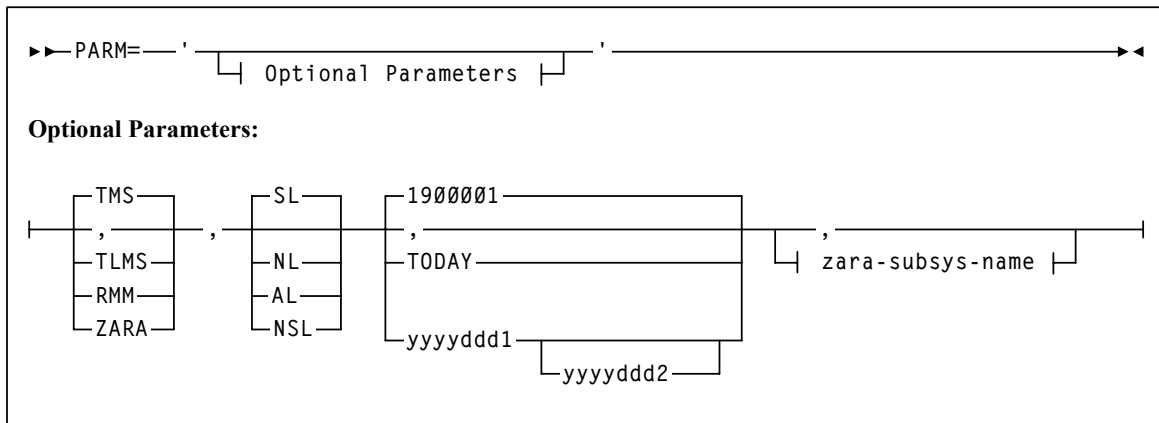 PARM= ' Optional Parameters '
Optional Parameters:
TMS SL 19ØØØØ1
, , , ,
TLMS NL TODAY zara-subsys-name
RMM AL
ZARA NSL yyyyddd1
yyyyddd2